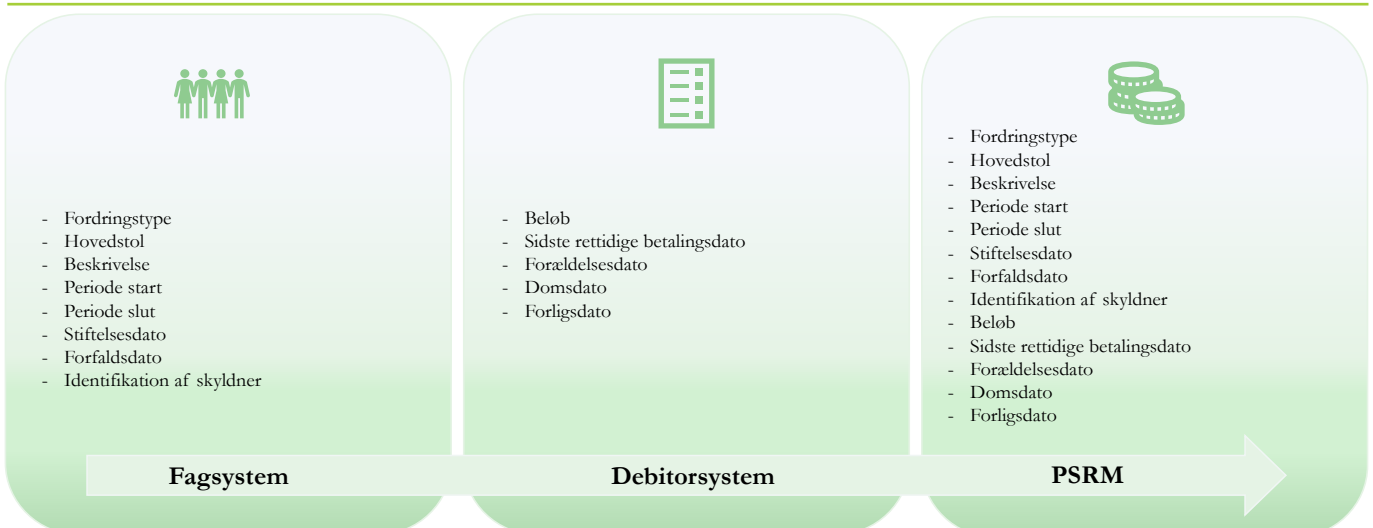 - Fordringstype
- Hovedstol
- Beskrivelse
- Periode start
- Periode slut
- Stiftelsesdato
- Forfaldsdato
- Identifikation af skyldner
- Beløb
- Sidste rettidige betalingsdato
- Forældelsesdato
- Domsdato
- Forligsdato
- Fordringstype
- Hovedstol
- Beskrivelse
- Periode start
- Periode slut
- Stiftelsesdato
- Forfaldsdato
- Identifikation af skyldner
- Beløb
- Sidste rettidige betalingsdato
- Forældelsesdato
- Domsdato
- Forligsdato
Fagsystem
Debitorsystem
PSRM